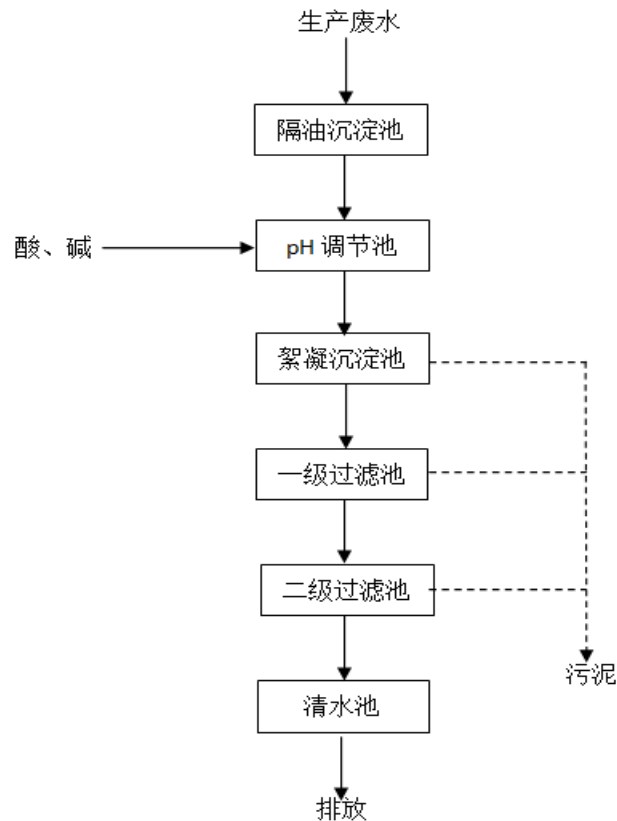 生产废水
隔油沉淀池
酸、碱
pH 调节池
絮凝沉淀池
一级过滤池
二级过滤池
污泥
清水池
排放